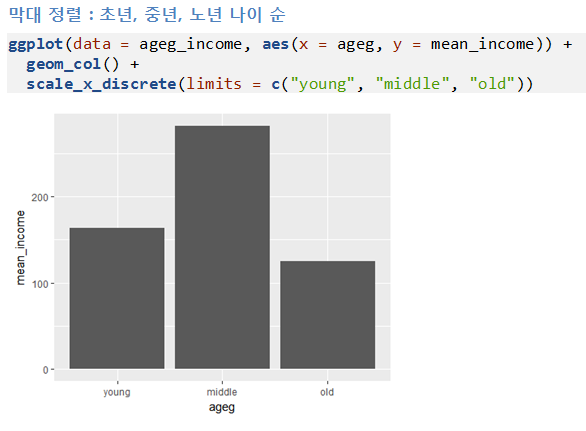 막대 정렬 : 초년, 중년, 노년 나이 순
ggplot(data = ageg_income, aes(x = ageg, y = mean_income)) +
  geom_col() +
  scale_x_discrete(limits = c("young", "middle", "old"))
200
100
0
mean_income
young middle old
ageg